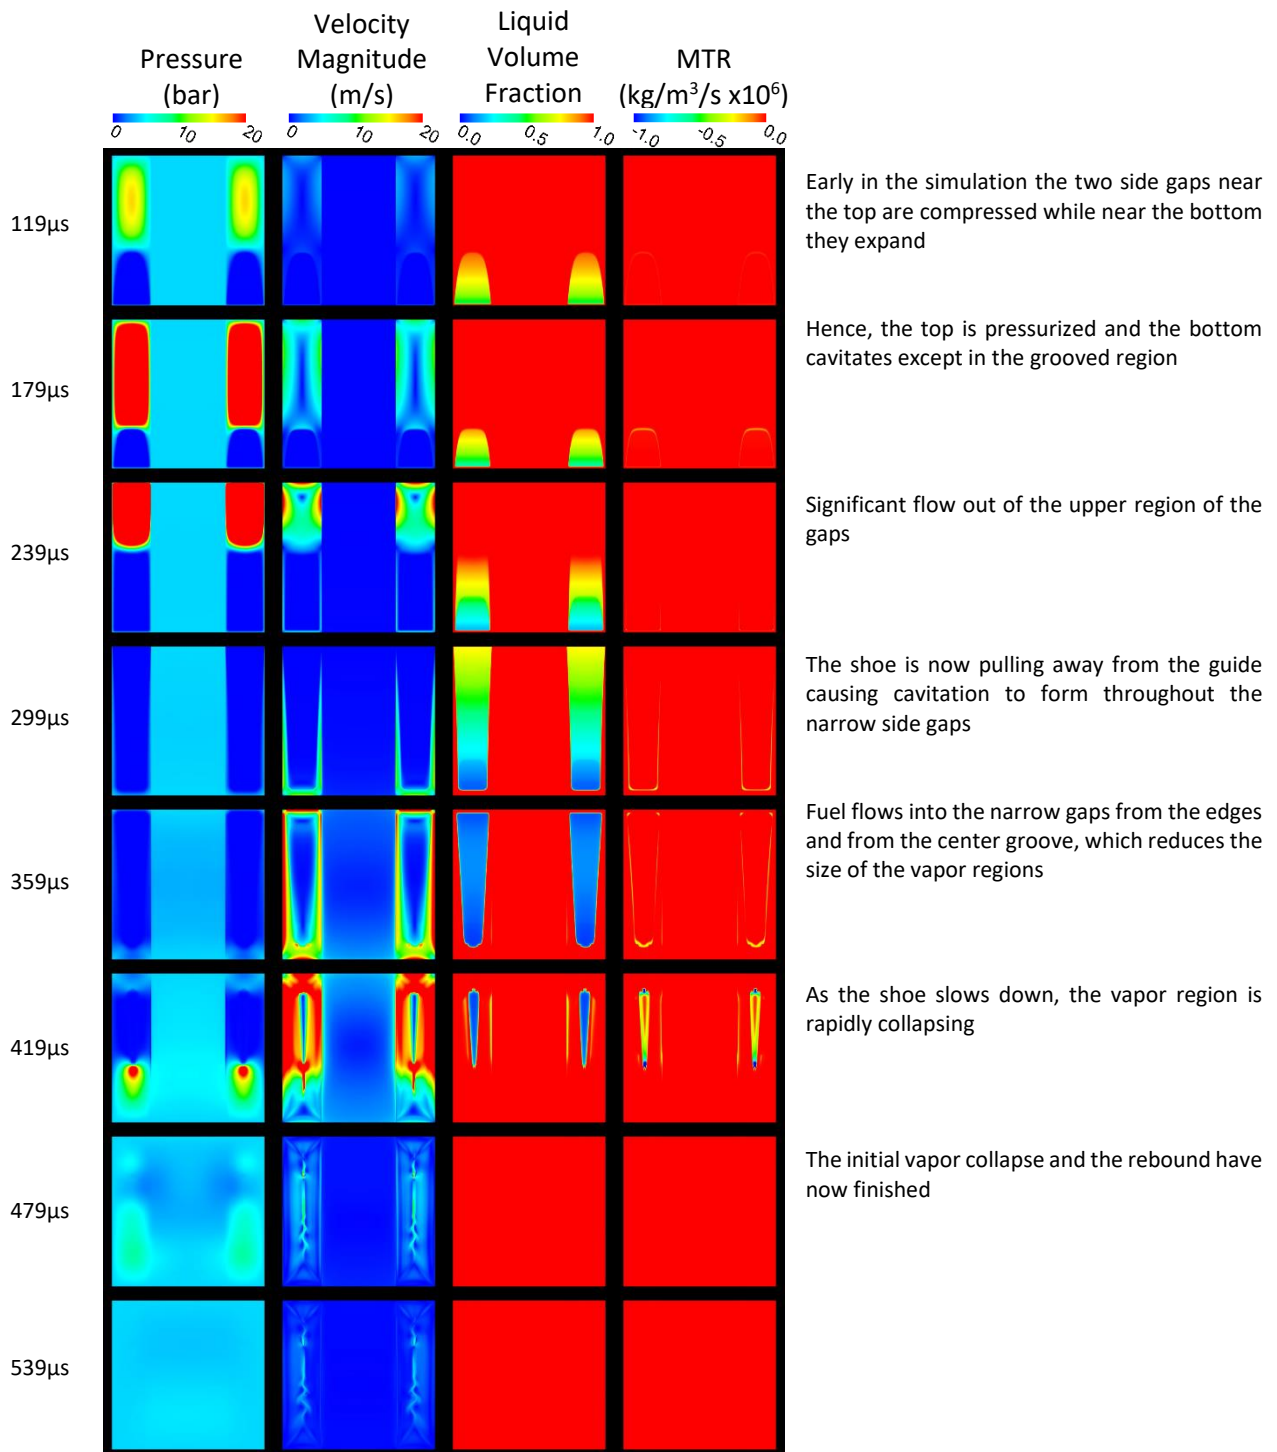 Pressure
(bar)
Velocity
Magnitude
(m/s)
Liquid
Volume
Fraction
MTR
(kg/m³/s x10⁶)
0 10 20
0 10 20
0.0 0.5 1.0
-1.0 -0.5 0.0
119µs
Early in the simulation the two side gaps near
the top are compressed while near the bottom
they expand
179µs
Hence, the top is pressurized and the bottom
cavitates except in the grooved region
239µs
Significant flow out of the upper region of the
gaps
299µs
The shoe is now pulling away from the guide
causing cavitation to form throughout the
narrow side gaps
359µs
Fuel flows into the narrow gaps from the edges
and from the center groove, which reduces the
size of the vapor regions
419µs
As the shoe slows down, the vapor region is
rapidly collapsing
479µs
The initial vapor collapse and the rebound have
now finished
539µs